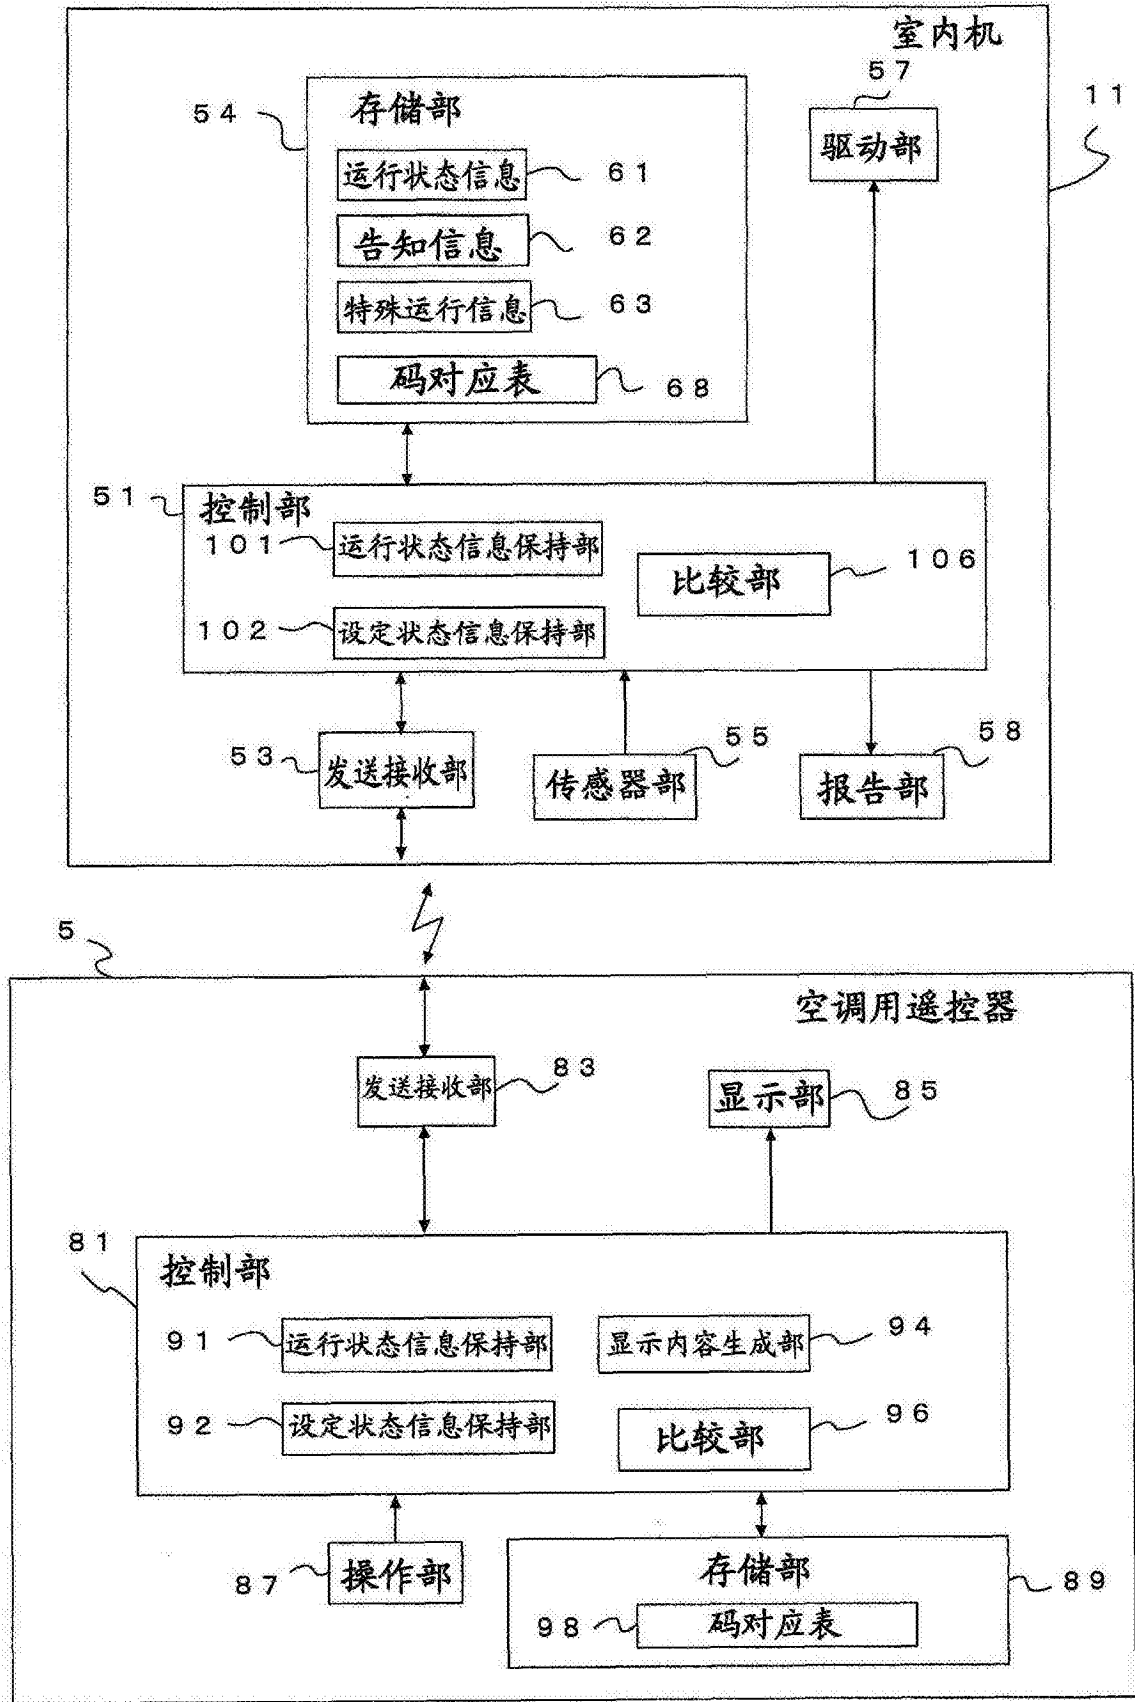 室内机
57
11
54
存储部
驱动部
运行状态信息
61
告知信息
62
特殊运行信息
63
码对应表
68
51
控制部
101
运行状态信息保持部
比较部
106
102
设定状态信息保持部
53
发送接收部
55
传感器部
58
报告部
5
空调用遥控器
发送接收部
83
显示部
85
81
控制部
91
运行状态信息保持部
显示内容生成部
94
92
设定状态信息保持部
比较部
96
87
操作部
存储部
89
98
码对应表